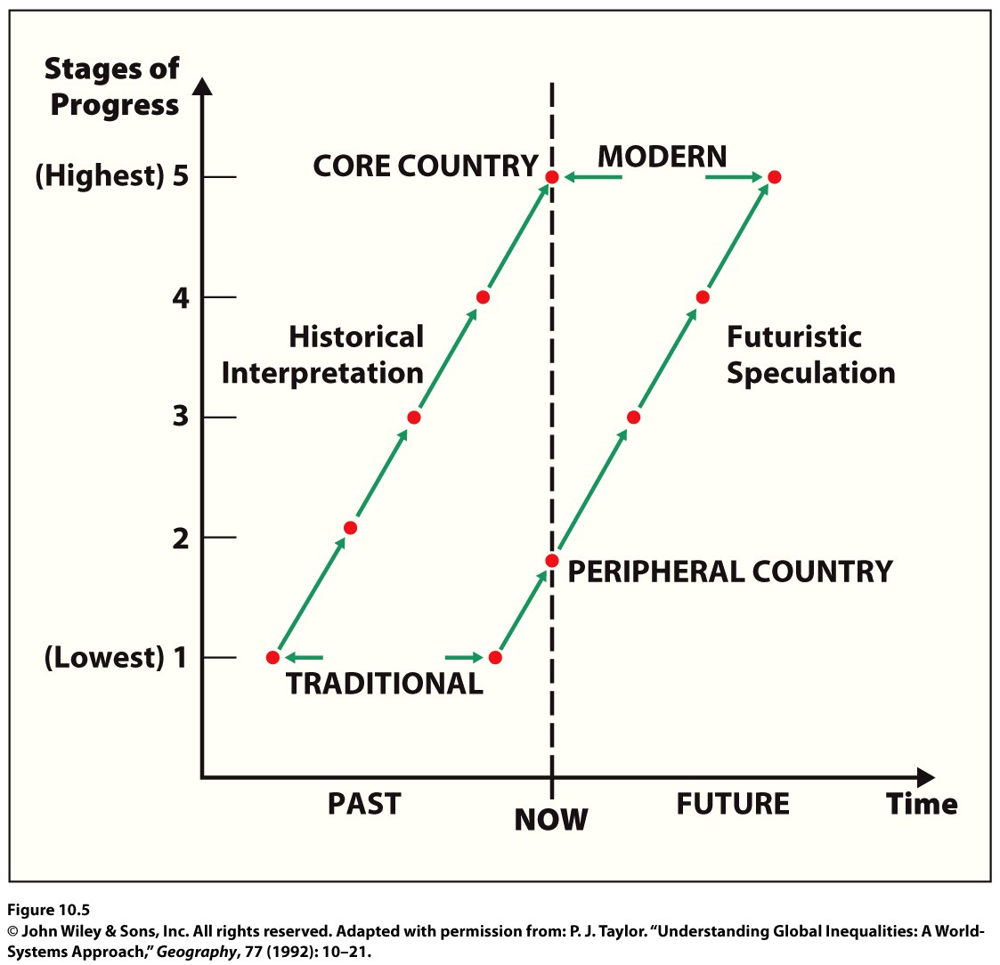 Stages of
Progress
(Highest) 5
CORE COUNTRY
MODERN
4
Historical
Interpretation
Futuristic
Speculation
3
2
PERIPHERAL COUNTRY
(Lowest) 1
TRADITIONAL
PAST
NOW
FUTURE
Time
Figure 10.5
© John Wiley & Sons, Inc. All rights reserved. Adapted with permission from: P. J. Taylor. “Understanding Global Inequalities: A World-
Systems Approach,” Geography, 77 (1992): 10–21.